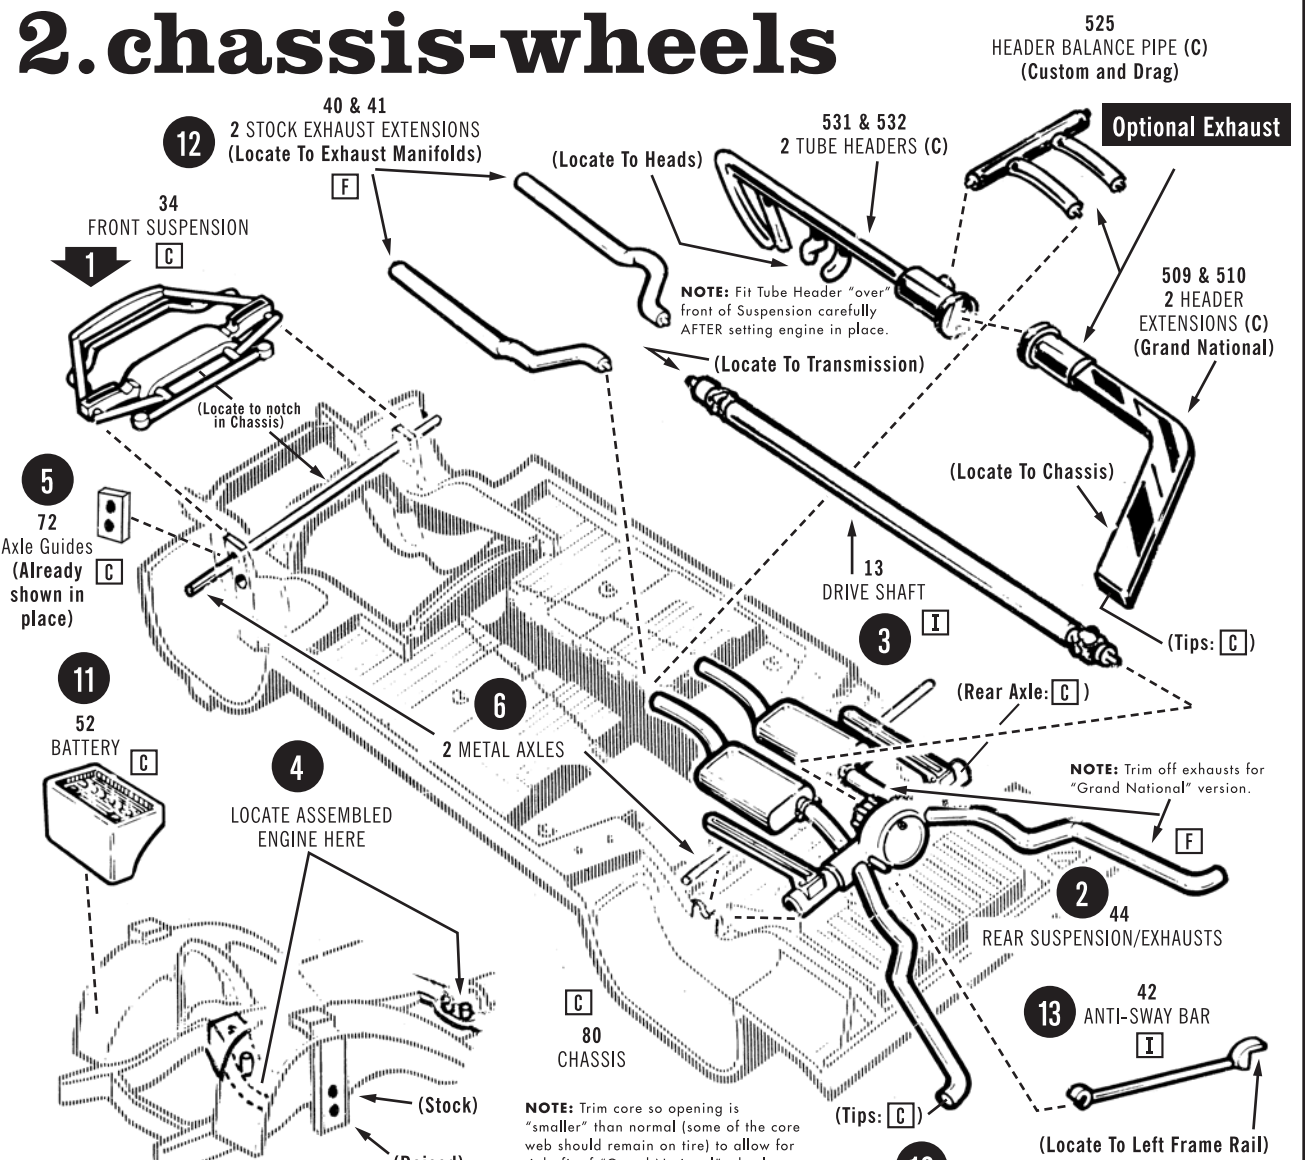 2.chassis-wheels
525
HEADER BALANCE PIPE (C)
(Custom and Drag)
Optional Exhaust
40 & 41
12
2 STOCK EXHAUST EXTENSIONS
(Locate To Exhaust Manifolds)
F
531 & 532
2 TUBE HEADERS (C)
(Locate To Heads)
34
FRONT SUSPENSION
C
1
NOTE: Fit Tube Header "over"
front of Suspension carefully
AFTER setting engine in place.
509 & 510
2 HEADER
EXTENSIONS (C)
(Grand National)
(Locate To Transmission)
(Locate to notch
in Chassis)
(Locate To Chassis)
5
72
Axle Guides
(Already
shown in
place)
C
13
DRIVE SHAFT
I
3
(Tips: C )
11
52
BATTERY
C
6
2 METAL AXLES
(Rear Axle: C )
4
LOCATE ASSEMBLED
ENGINE HERE
NOTE: Trim off exhausts for
"Grand National" version.
F
2
44
REAR SUSPENSION/EXHAUSTS
C
80
CHASSIS
13
42
ANTI-SWAY BAR
I
(Stock)
NOTE: Trim core so opening is
"smaller" than normal (some of the core
web should remain on tire) to allow for
(Tips: C )
(Locate To Left Frame Rail)